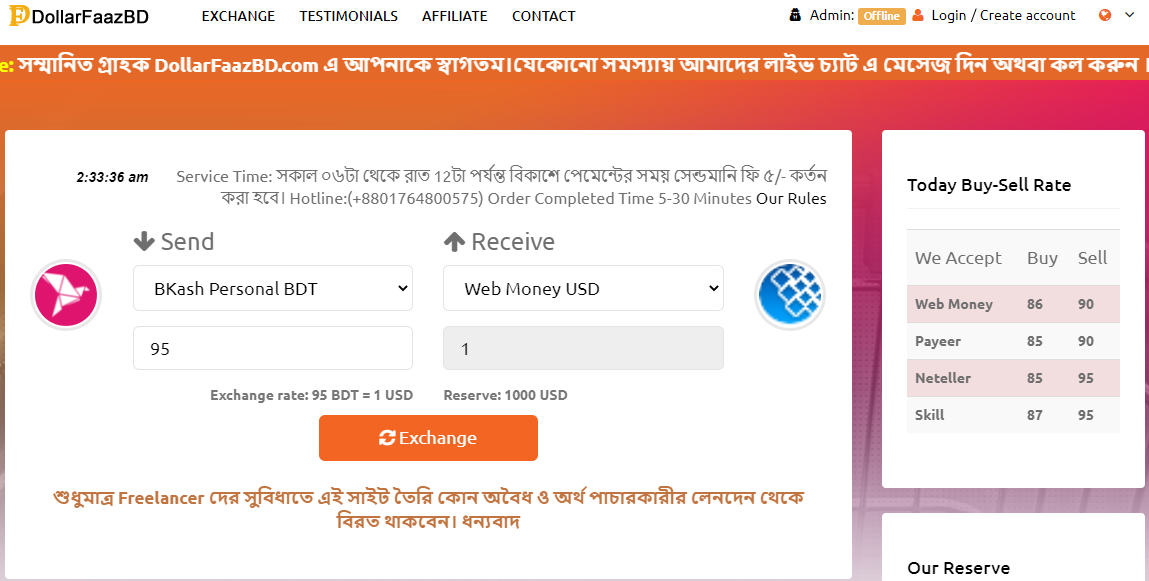 DollarFaazBD
EXCHANGE TESTIMONIALS AFFILIATE CONTACT
Admin: Offline Login / Create account
e: সম্মানিত গ্রাহক DollarFaazBD.com এ আপনাকে স্বাগতম।যেকোনো সমস্যায় আমাদের লাইভ চ্যাট এ মেসেজ দিন অথবা কল করুন ।
2:33:36 am
Service Time: সকাল ০৬টা থেকে রাত 12টা পর্যন্ত বিকাশে পেমেন্টের সময় সেন্ডমানি ফি ৫/- কর্তন
করা হবে। Hotline:(+8801764800575) Order Completed Time 5-30 Minutes Our Rules
Send Receive
BKash Personal BDT Web Money USD
95 1
Exchange rate: 95 BDT = 1 USD Reserve: 1000 USD
Exchange
শুধুমাত্র Freelancer দের সুবিধাতে এই সাইট তৈরি কোন অবৈধ ও অর্থ পাচারকারীর লেনদেন থেকে
বিরত থাকবেন। ধন্যবাদ
Today Buy-Sell Rate
We Accept Buy Sell
Web Money 86 90
Payeer 85 90
Neteller 85 95
Skill 87 95
Our Reserve